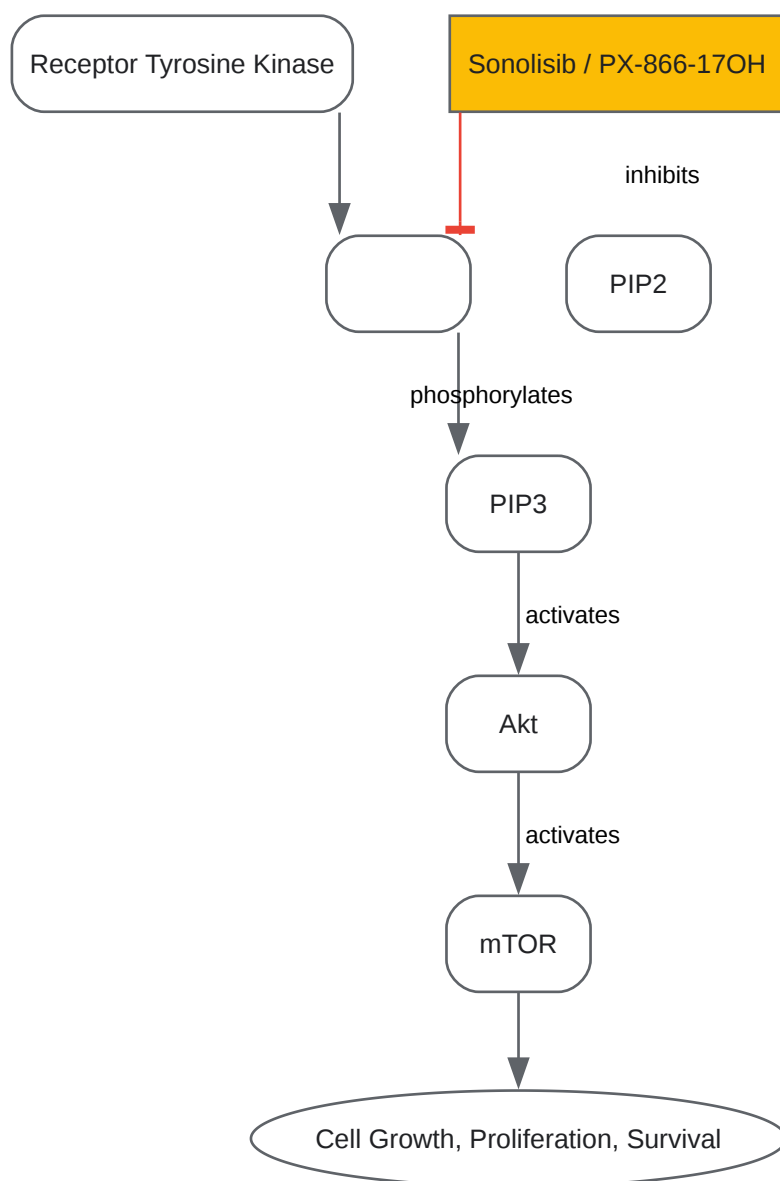 Receptor Tyrosine Kinase
Sonolisib / PX-866-17OH
inhibits
PIP2
phosphorylates
PIP3
activates
Akt
activates
mTOR
Cell Growth, Proliferation, Survival